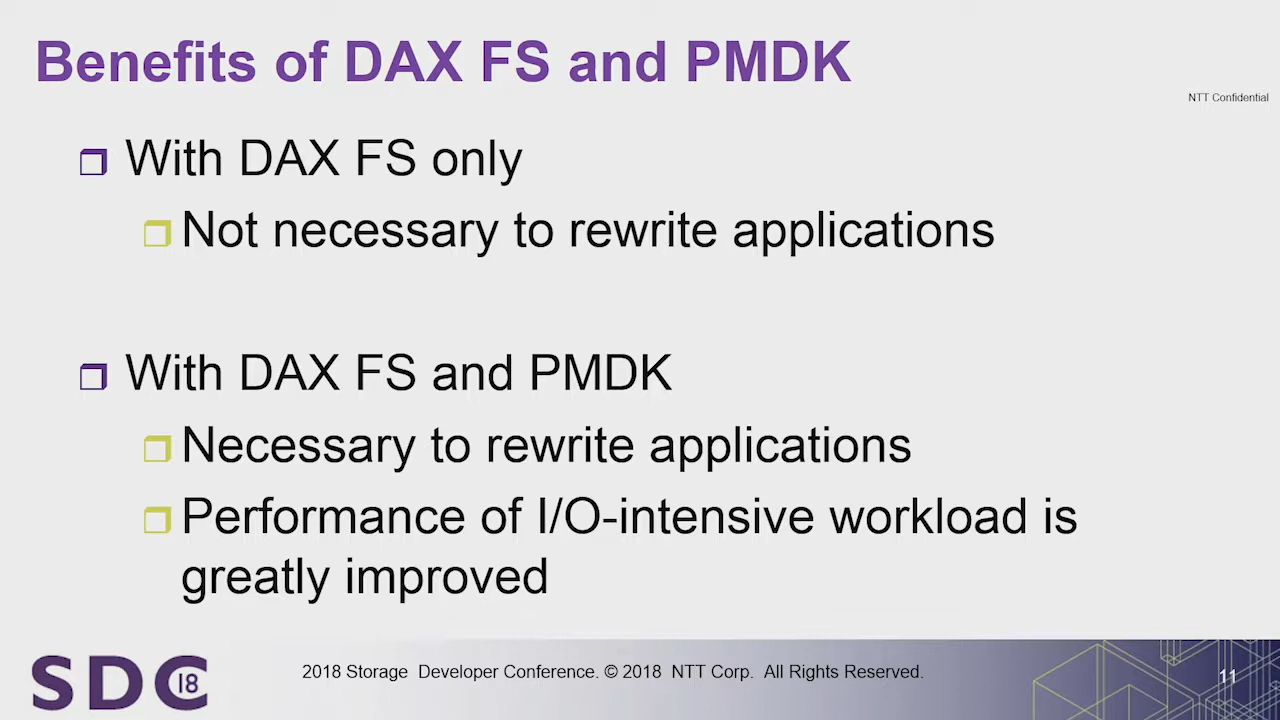 Benefits of DAX FS and PMDK
NTT Confidential
With DAX FS only
Not necessary to rewrite applications
With DAX FS and PMDK
Necessary to rewrite applications
Performance of I/O-intensive workload is
greatly improved
SDC 18
2018 Storage Developer Conference. © 2018 NTT Corp. All Rights Reserved.
11